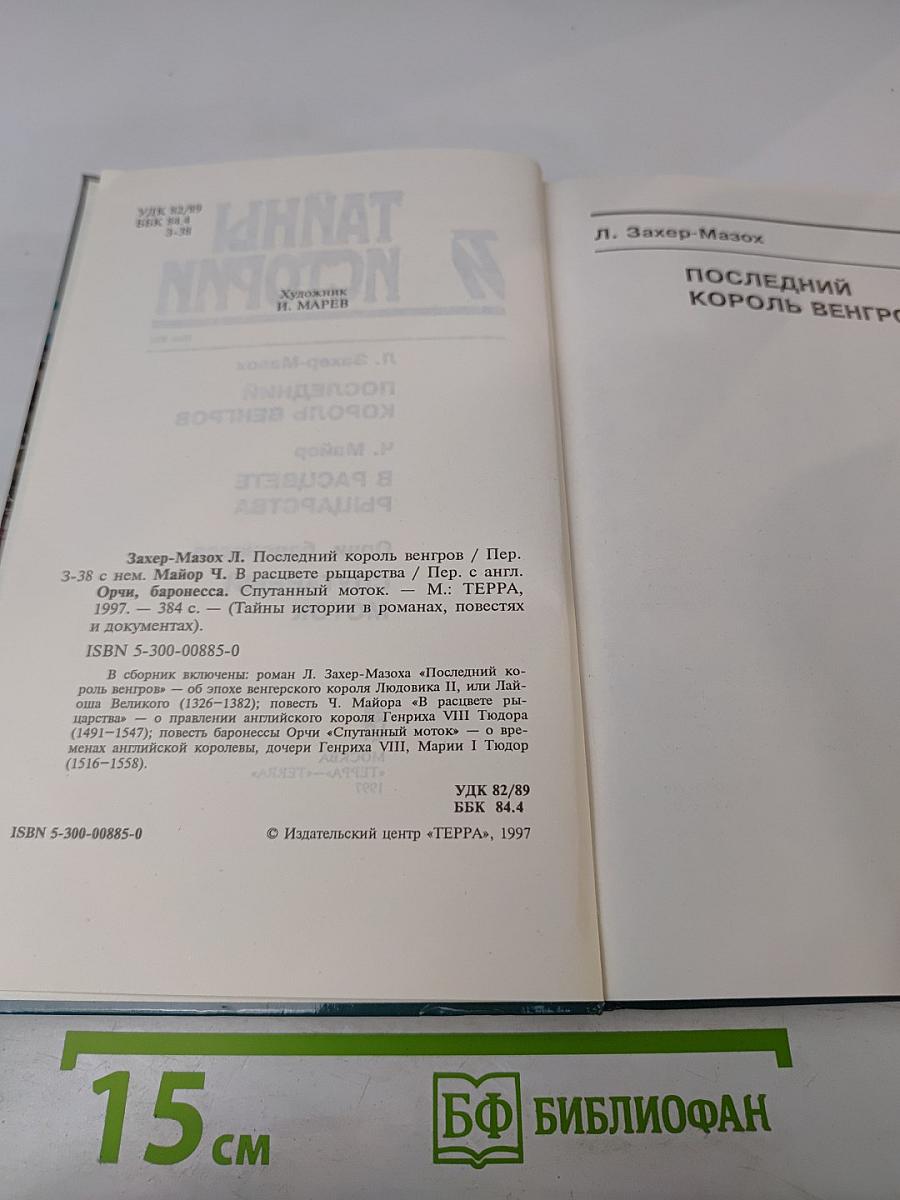 УДК 82/89
ББК 84.4
З-38
Художник
И. МАРЕВ
Захер-Мазох Л. Последний король венгров / Пер.
З-38 с нем. Майор Ч. В расцвете рыцарства / Пер. с англ.
Орчи, баронесса. Спутанный моток. — М.: ТЕРРА,
1997. — 384 с. — (Тайны истории в романах, повестях
и документах).
ISBN 5-300-00885-0
В сборник включены: роман Л. Захер-Мазоха «Последний ко-
роль венгров» — об эпохе венгерского короля Людовика II, или Лай-
оша Великого (1326—1382); повесть Ч. Майора «В расцвете ры-
царства» — о правлении английского короля Генриха VIII Тюдора
(1491—1547); повесть баронессы Орчи «Спутанный моток» — о вре-
менах английской королевы, дочери Генриха VIII, Марии I Тюдор
(1516—1558).
УДК 82/89
ББК 84.4
ISBN 5-300-00885-0
© Издательский центр «ТЕРРА», 1997
Л. Захер-Мазох
ПОСЛЕДНИЙ
КОРОЛЬ ВЕНГРО
15 см
БФ БИБЛИОФАН